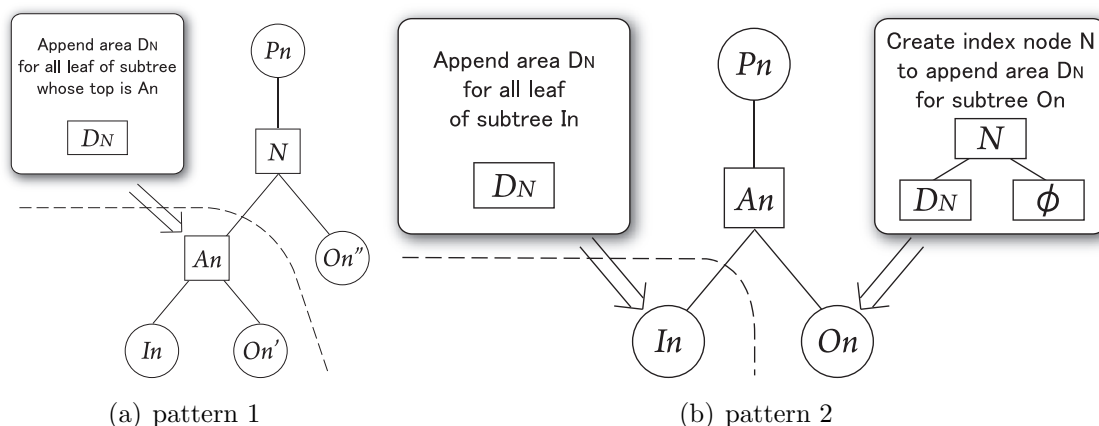 Append area DN
for all leaf of subtree
whose top is An
DN
Pn
N
An
On"
In
On'
(a) pattern 1
Append area DN
for all leaf
of subtree In
DN
Pn
An
In
On
Create index node N
to append area DN
for subtree On
N
DN
ϕ
(b) pattern 2